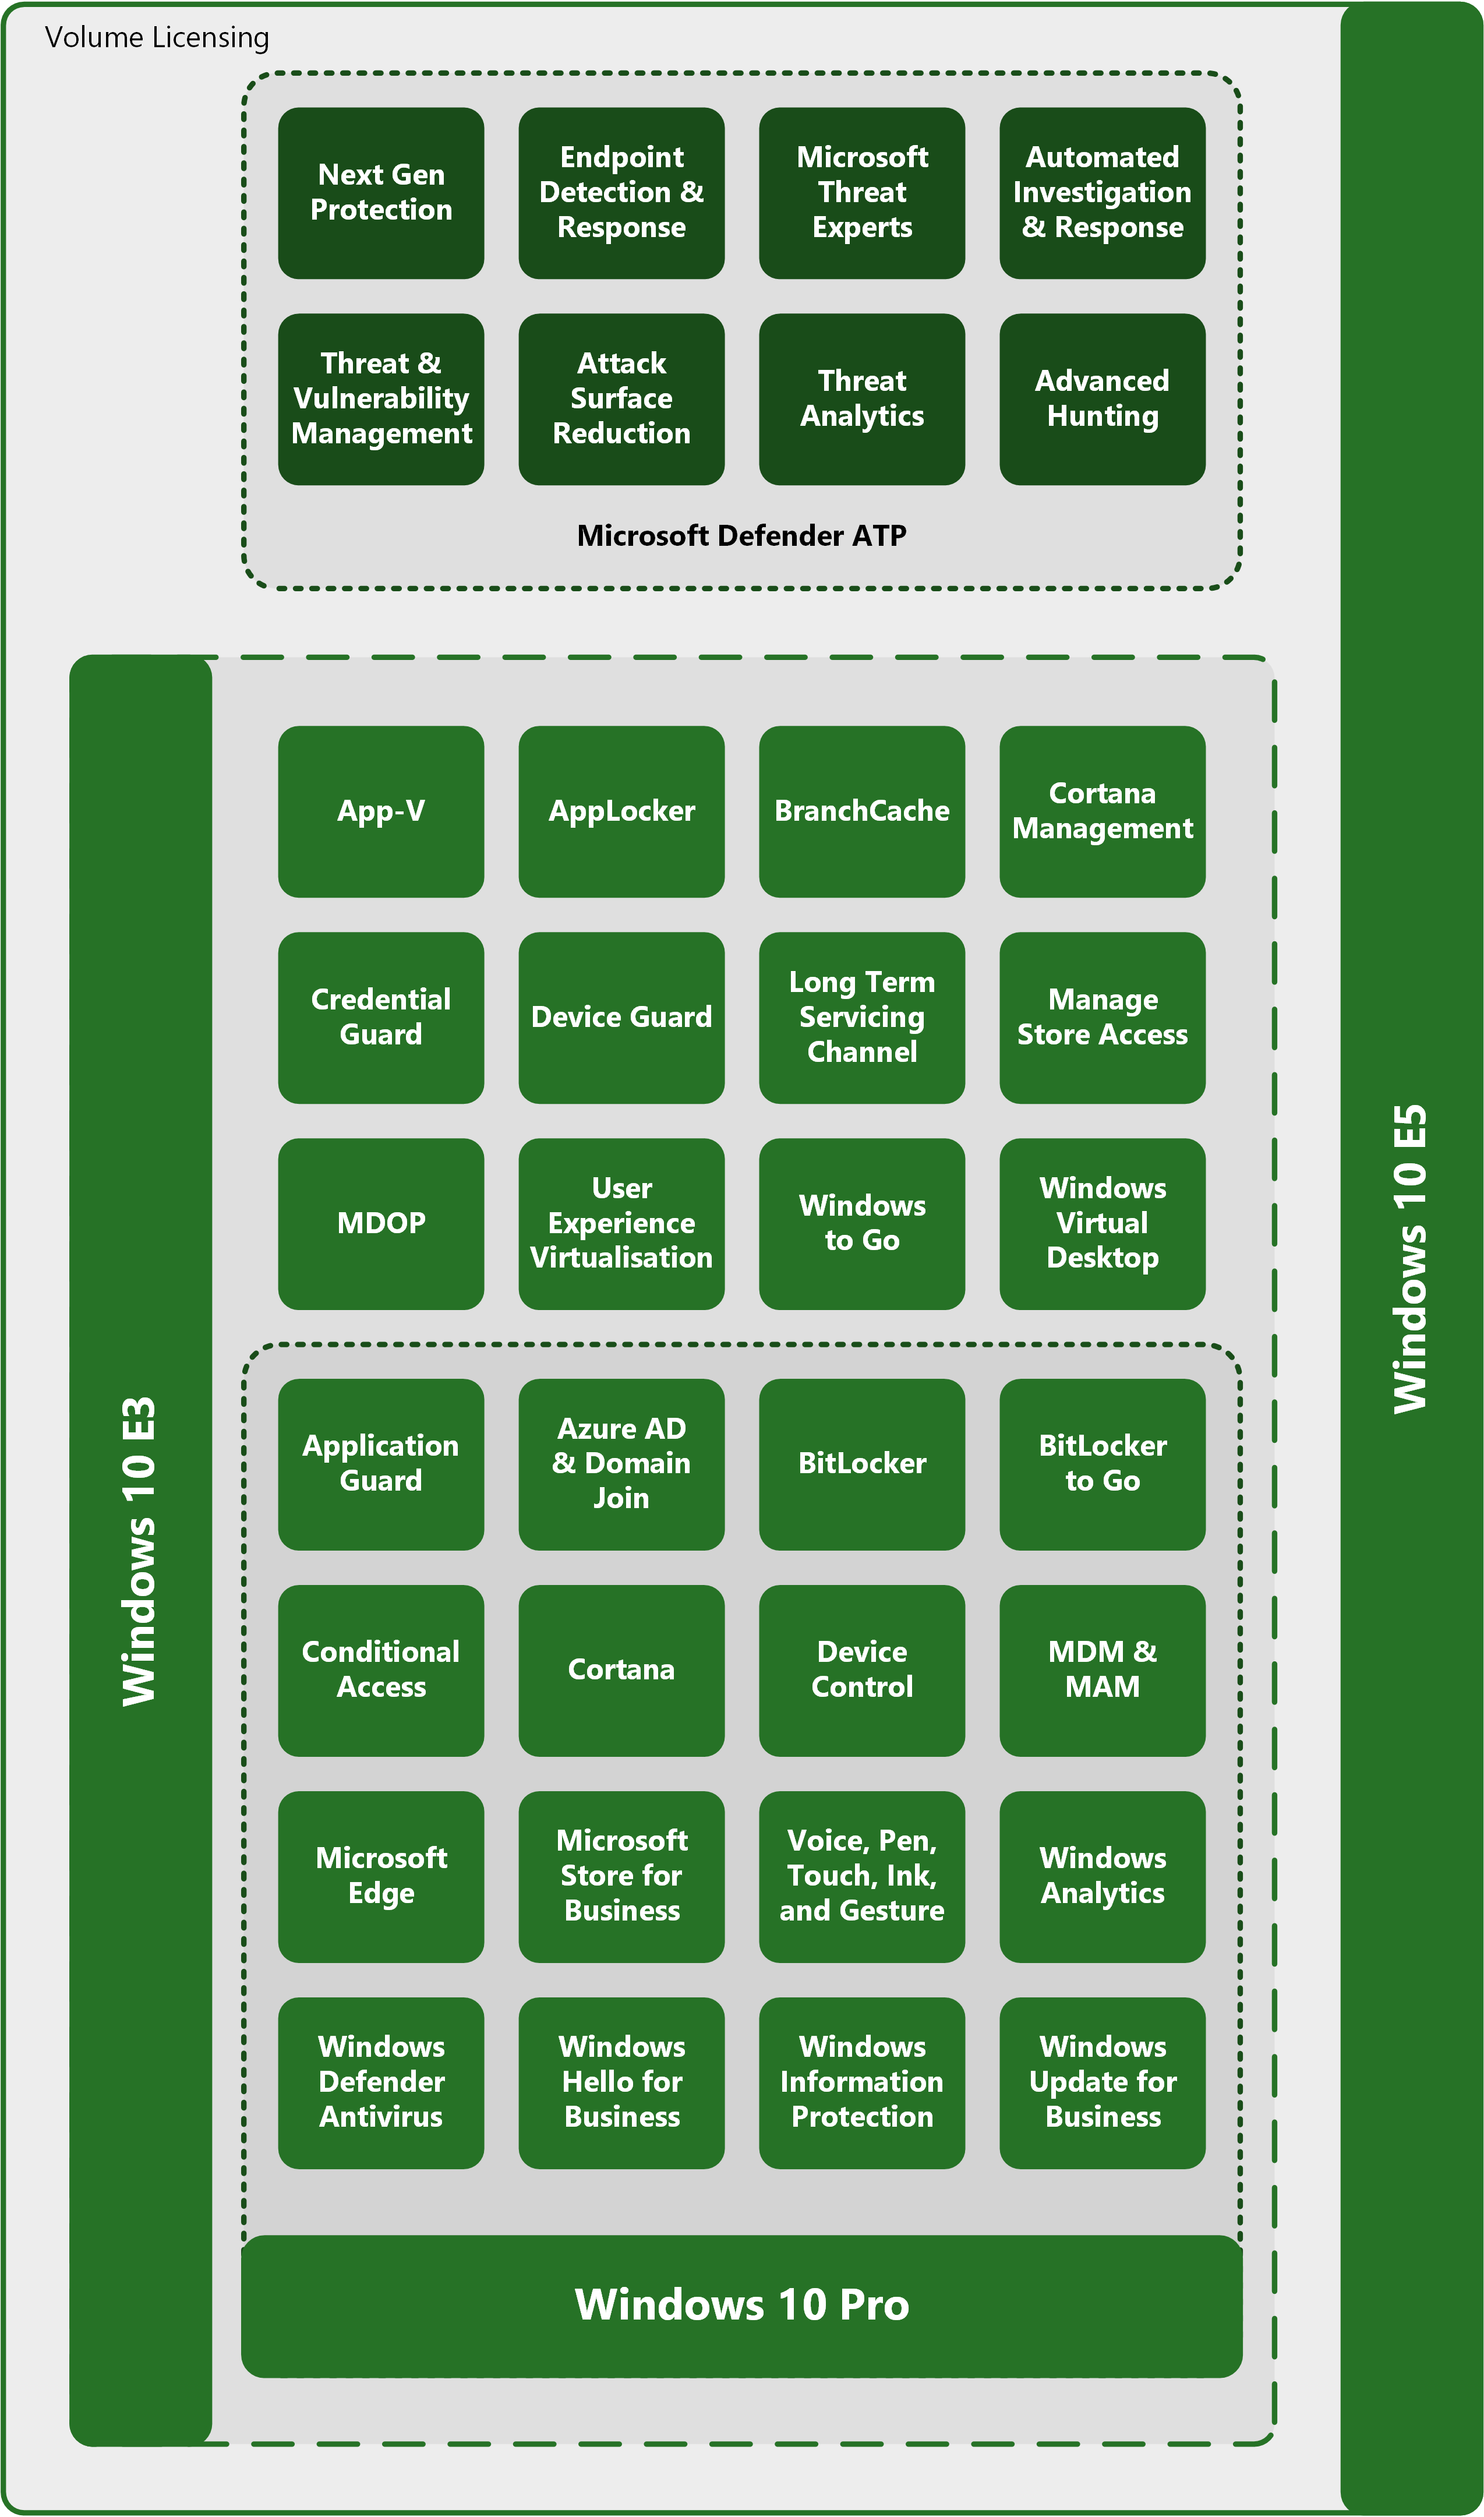 Volume Licensing
Next Gen
Protection
Endpoint
Detection &
Response
Microsoft
Threat
Experts
Automated
Investigation
& Response
Threat &
Vulnerability
Management
Attack
Surface
Reduction
Threat
Analytics
Advanced
Hunting
Microsoft Defender ATP
App-V
AppLocker
BranchCache
Cortana
Management
Credential
Guard
Device Guard
Long Term
Servicing
Channel
Manage
Store Access
MDOP
User
Experience
Virtualisation
Windows
to Go
Windows
Virtual
Desktop
Application
Guard
Azure AD
& Domain
Join
BitLocker
BitLocker
to Go
Conditional
Access
Cortana
Device
Control
MDM &
MAM
Microsoft
Edge
Microsoft
Store for
Business
Voice, Pen,
Touch, Ink,
and Gesture
Windows
Analytics
Windows
Defender
Antivirus
Windows
Hello for
Business
Windows
Information
Protection
Windows
Update for
Business
Windows 10 Pro
Windows 10 E3
Windows 10 E5